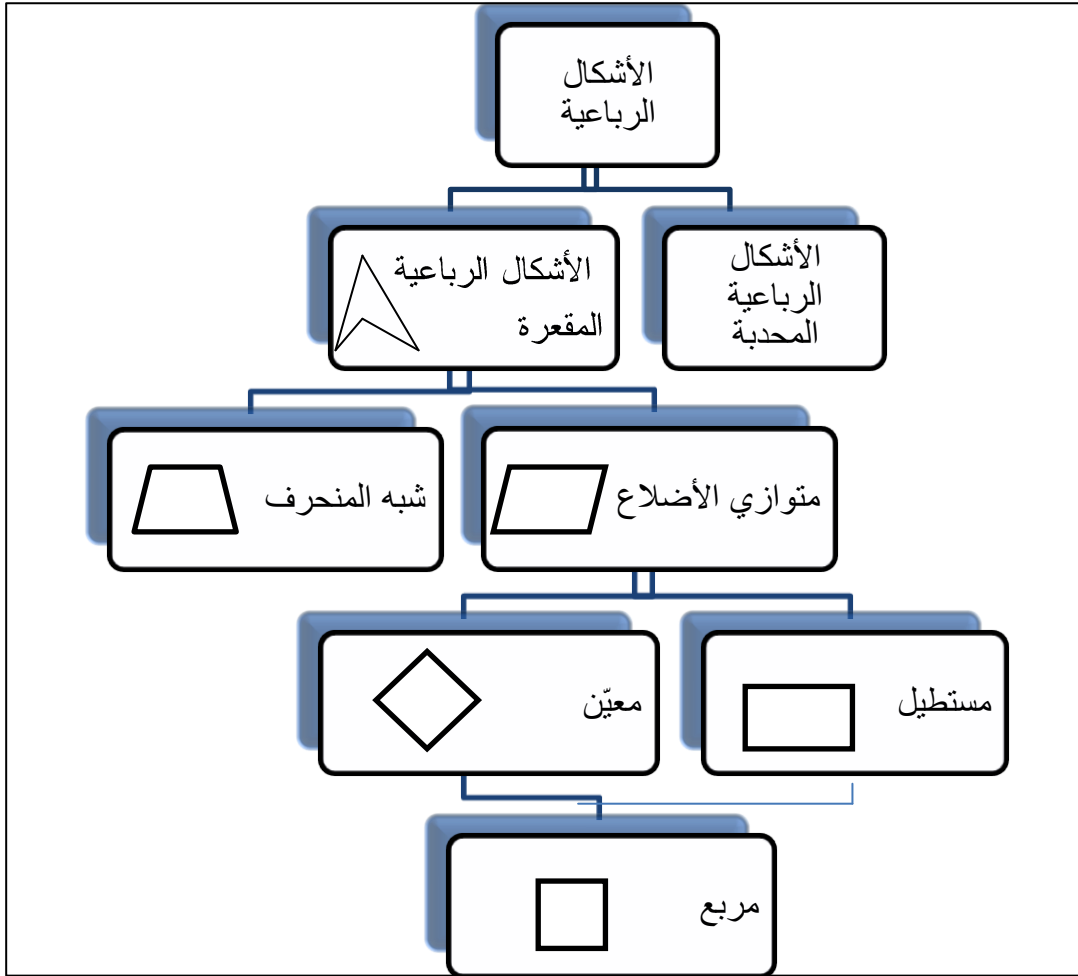 الأشكال
الرباعية
الأشكال
الرباعية
المحدبة
الأشكال الرباعية
المقعرة
متوازي الأضلاع
شبه المنحرف
مستطيل
معيّن
مربع